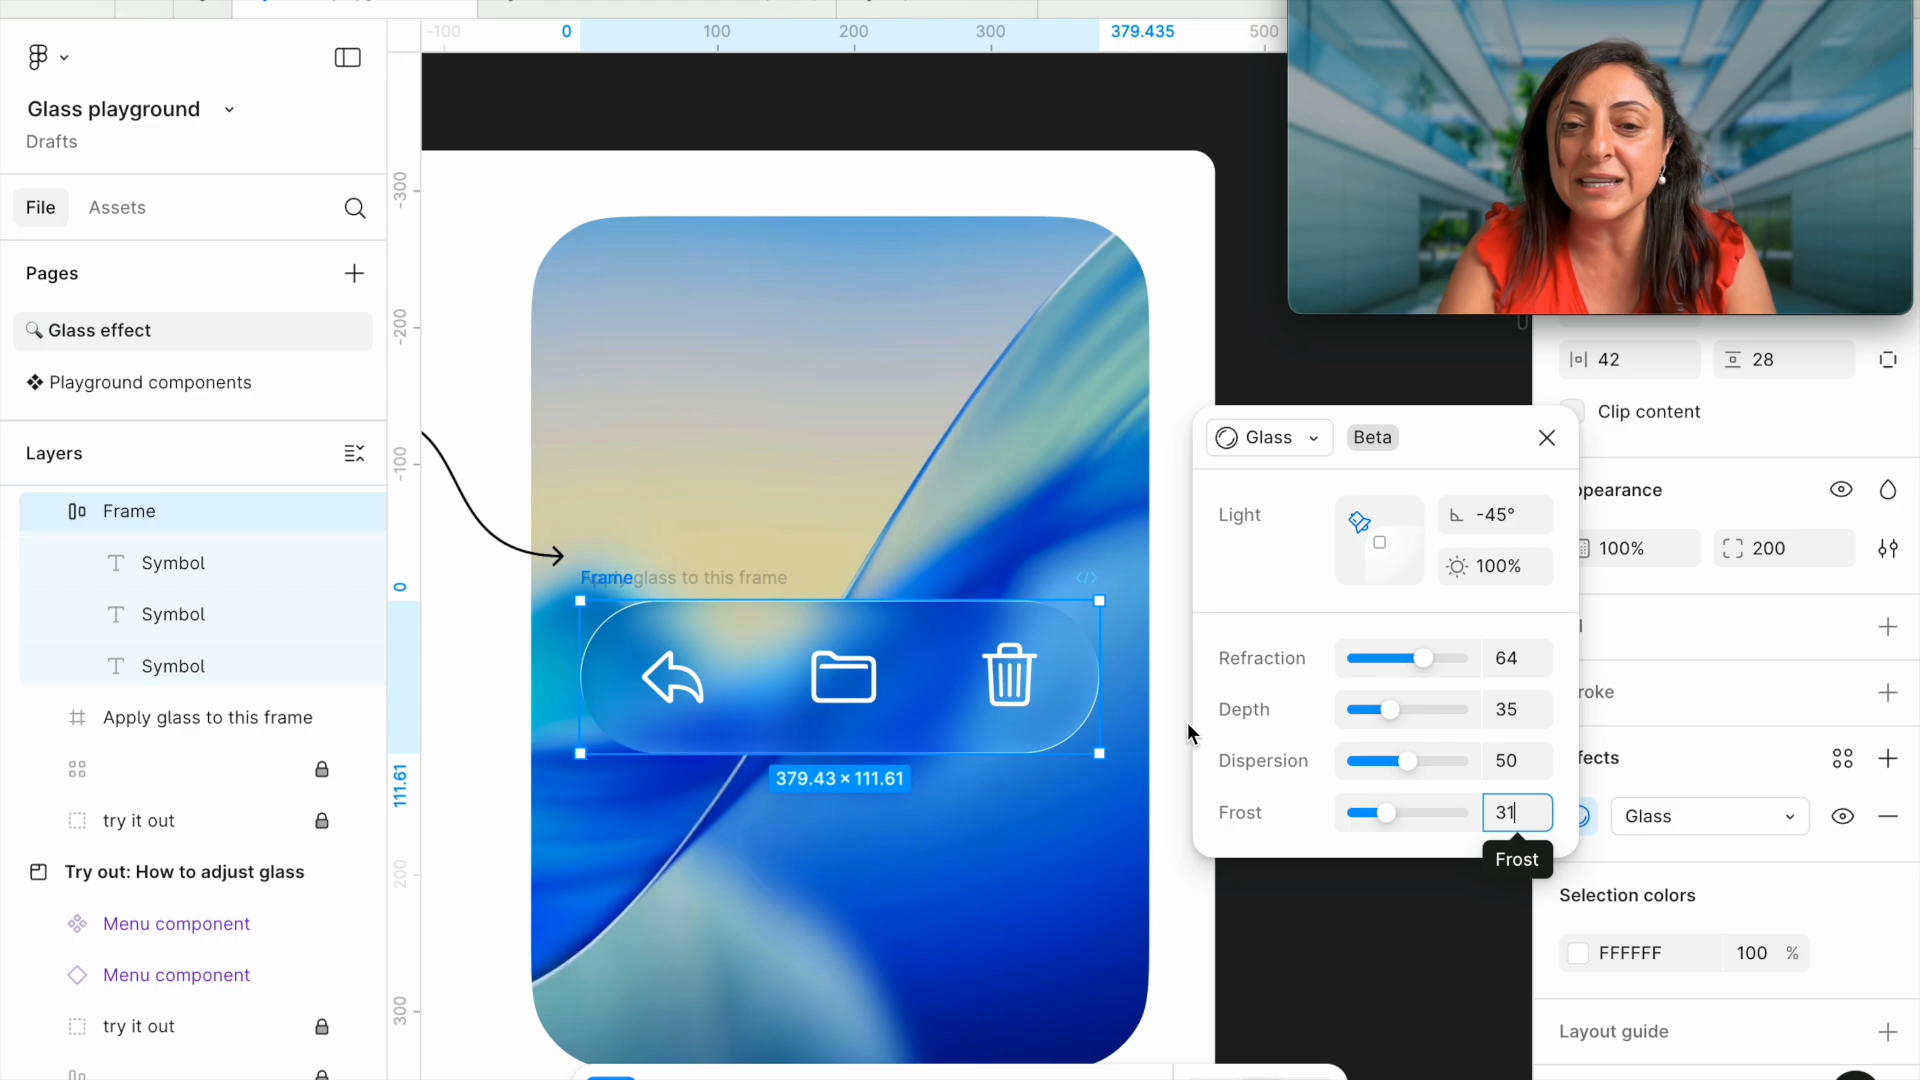 -100
0
100
200
300
379.435
500
Glass playground
Drafts
File
Assets
Pages
Glass effect
Playground components
Layers
Frame
Symbol
Symbol
Symbol
Apply glass to this frame
try it out
Try out: How to adjust glass
Menu component
Menu component
try it out
-300
-200
-100
0
111.61
200
300
Frame glass to this frame
379.43 × 111.61
Glass
Beta
Light
-45°
100%
Refraction
64
Depth
35
Dispersion
50
Frost
31
Frost
42
28
Clip content
ppearance
100%
200
l
roke
ffects
Glass
Selection colors
FFFFFF
100 %
Layout guide